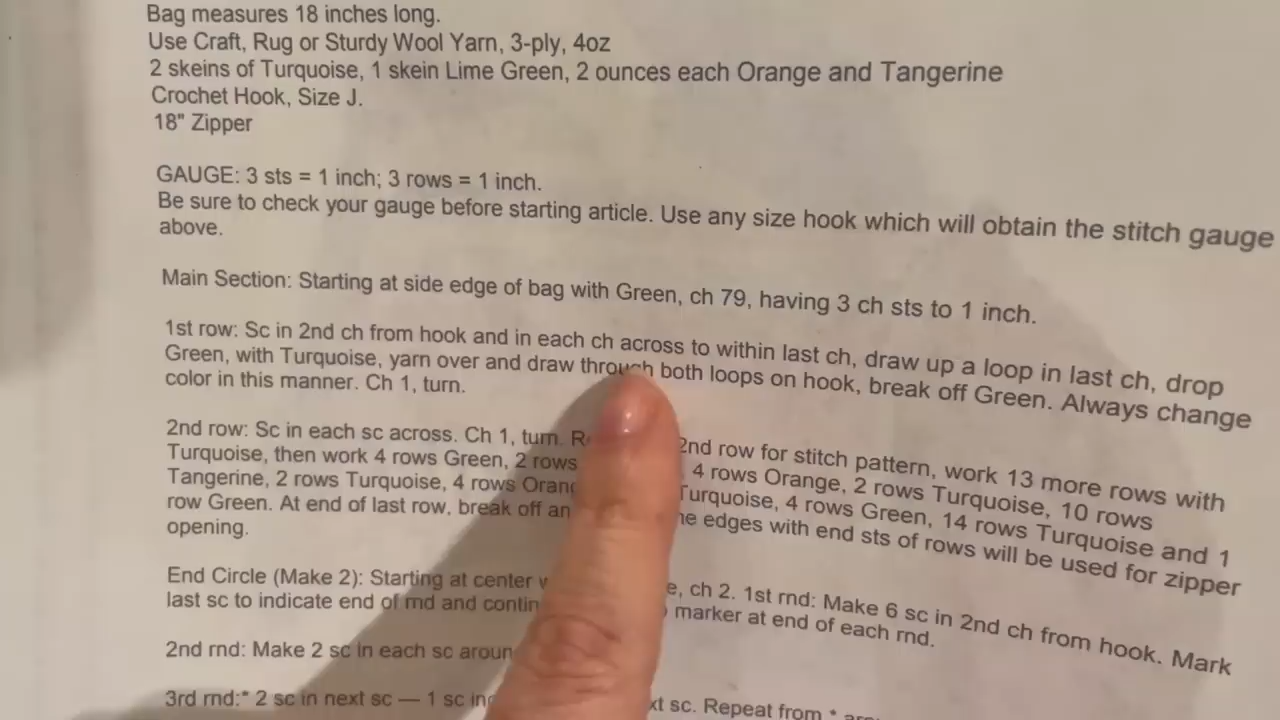 Bag measures 18 inches long.
Use Craft, Rug or Sturdy Wool Yarn, 3-ply, 4oz
2 skeins of Turquoise, 1 skein Lime Green, 2 ounces each Orange and Tangerine
Crochet Hook, Size J.
18" Zipper
GAUGE: 3 sts = 1 inch; 3 rows = 1 inch.
Be sure to check your gauge before starting article. Use any size hook which will obtain the stitch gauge
above.
Main Section: Starting at side edge of bag with Green, ch 79, having 3 ch sts to 1 inch.
1st row: Sc in 2nd ch from hook and in each ch across to within last ch, draw up a loop in last ch, drop
Green, with Turquoise, yarn over and draw through both loops on hook, break off Green. Always change
color in this manner. Ch 1, turn.
2nd row: Sc in each sc across. Ch 1, turn. 2nd row for stitch pattern, work 13 more rows with
Turquoise, then work 4 rows Green, 2 rows 4 rows Orange, 2 rows Turquoise, 10 rows
Tangerine, 2 rows Turquoise, 4 rows Turquoise, 4 rows Green, 14 rows Turquoise and 1
row Green. At end of last row, break off edges with end sts of rows will be used for zipper
opening.
End Circle (Make 2): Starting at center ch 2. 1st rnd: Make 6 sc in 2nd ch from hook. Mark
last sc to indicate end of rnd and marker at end of each rnd.
2nd rnd: Make 2 sc in each sc
3rd rnd:* 2 sc in next sc — 1 sc sc. Repeat from *